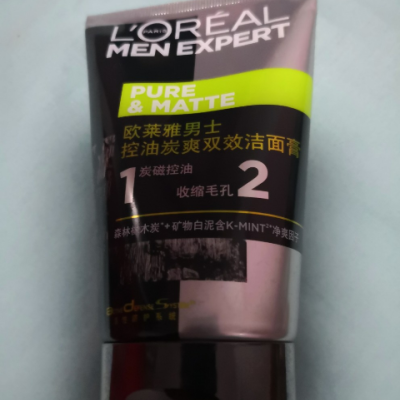 L'ORÉAL
PARIS
MEN EXPERT
PURE
& MATTE
欧莱雅男士
控油炭爽双效洁面膏
1 炭磁控油
收缩毛孔 2
森林木炭+矿物白泥含K-MINT™净爽因子